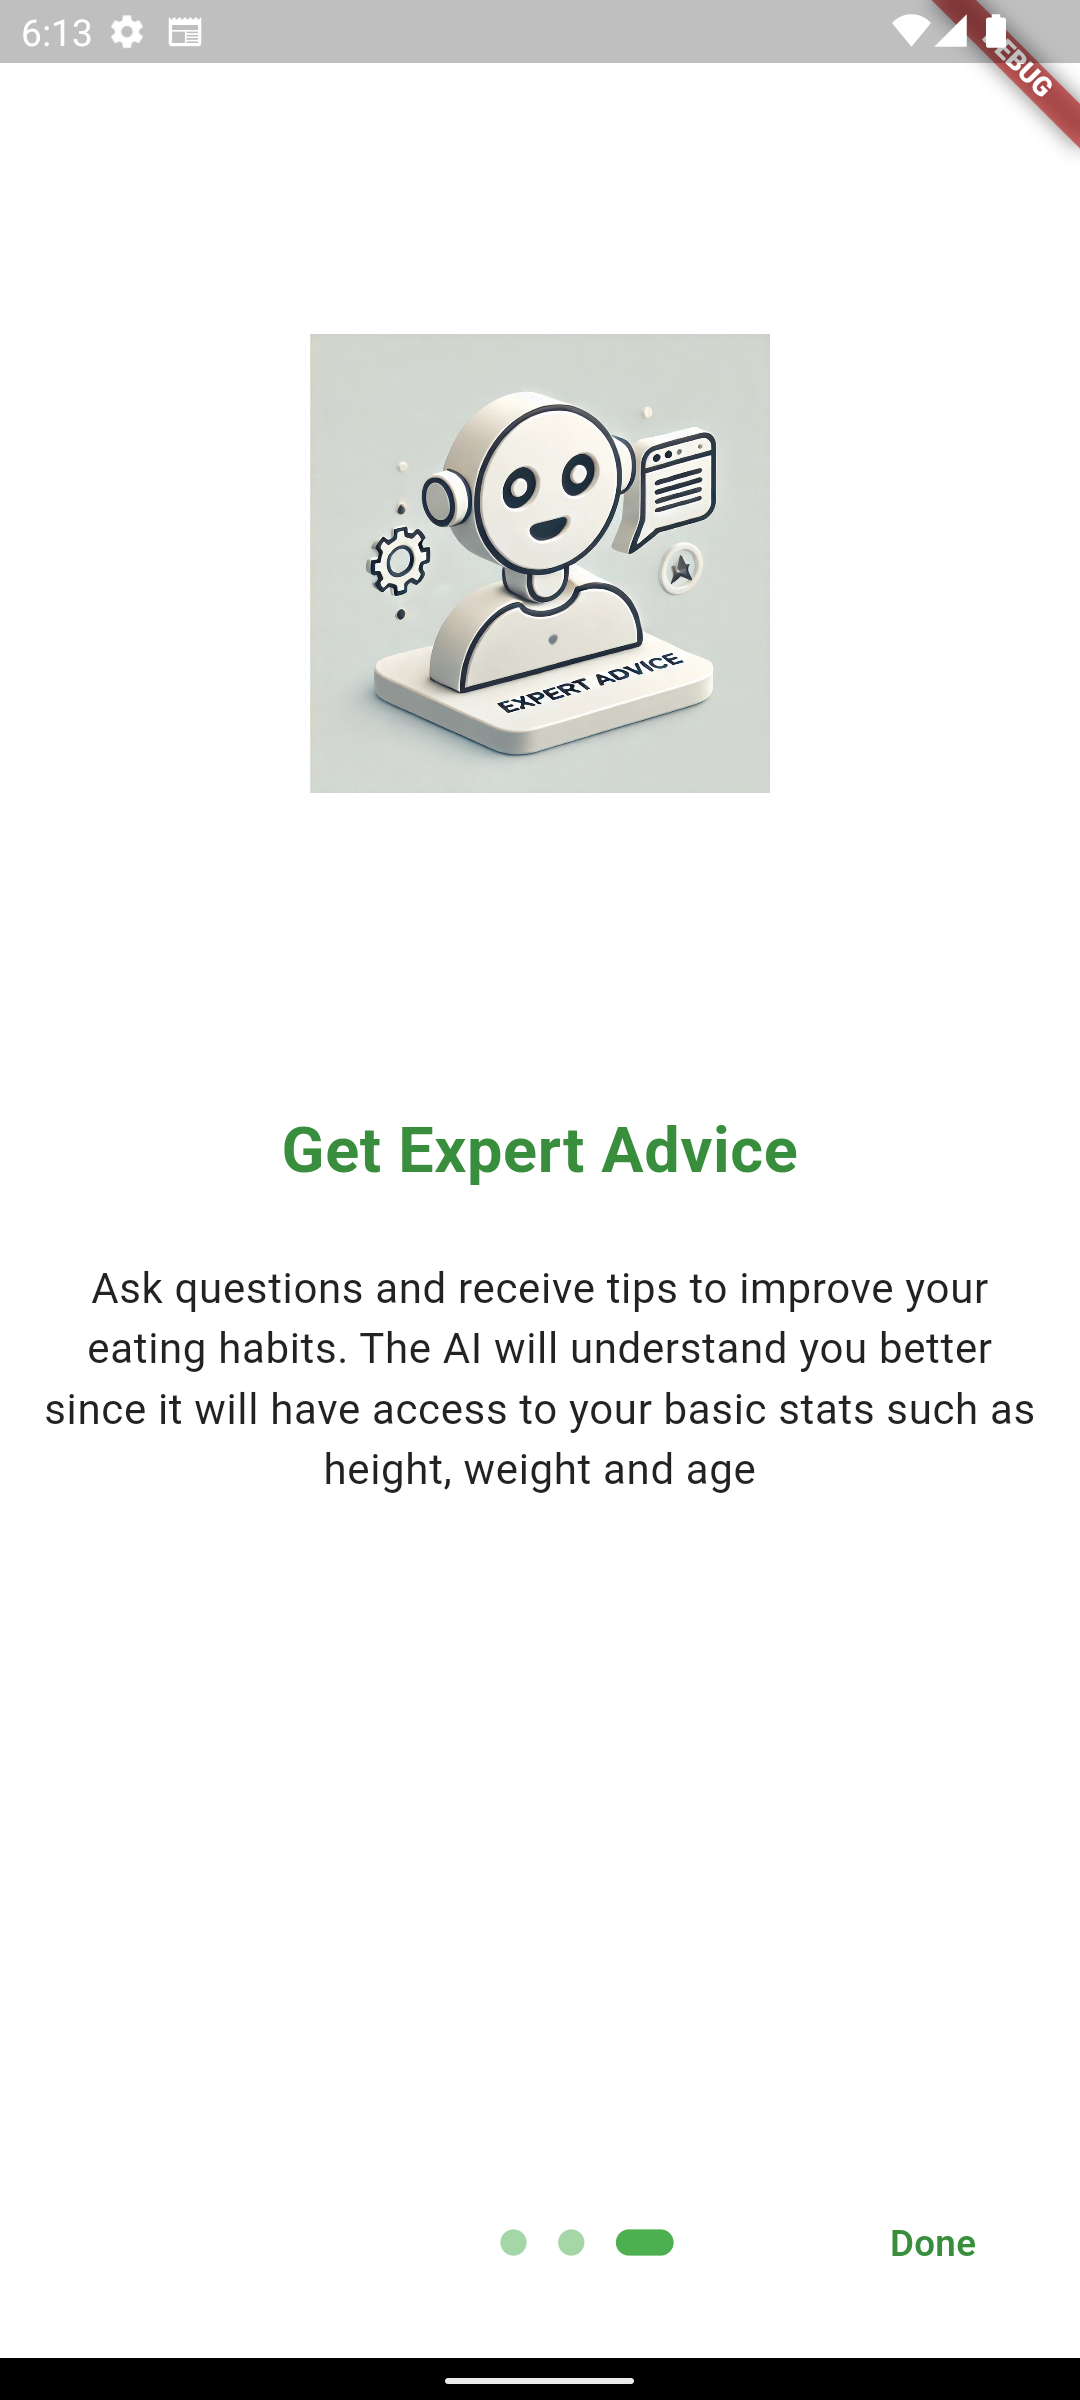 6:13
DEBUG
EXPERT ADVICE
Get Expert Advice
Ask questions and receive tips to improve your
eating habits. The AI will understand you better
since it will have access to your basic stats such as
height, weight and age
Done